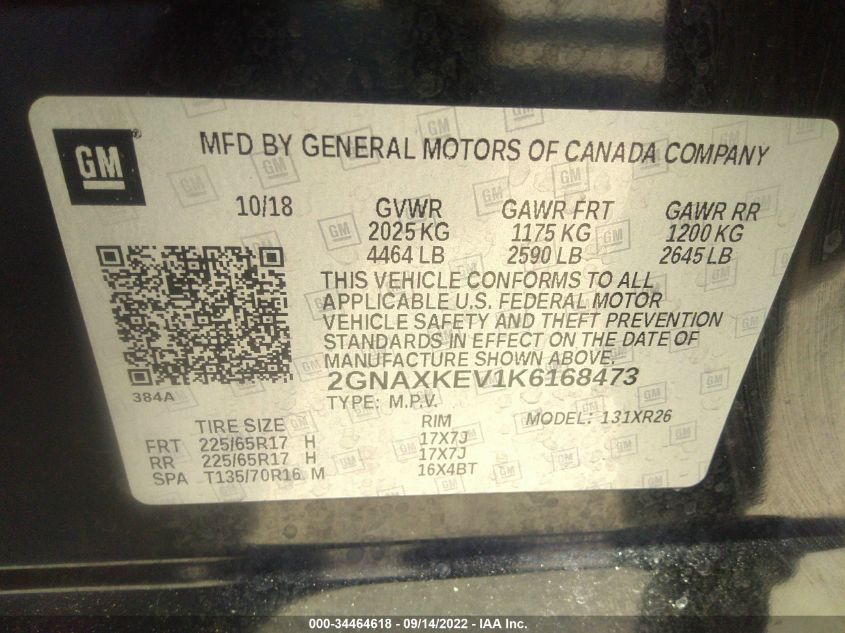 GM®
MFD BY GENERAL MOTORS OF CANADA COMPANY
10/18 GVWR GAWR FRT GAWR RR
2025 KG 1175 KG 1200 KG
4464 LB 2590 LB 2645 LB
THIS VEHICLE CONFORMS TO ALL
APPLICABLE U.S. FEDERAL MOTOR
VEHICLE SAFETY AND THEFT PREVENTION
STANDARDS IN EFFECT ON THE DATE OF
MANUFACTURE SHOWN ABOVE.
2GNAXKEV1K6168473
384A
TYPE: M.P.V. MODEL: 131XR26
TIRE SIZE RIM
FRT 225/65R17 H 17X7J
RR 225/65R17 H 17X7J
SPA T135/70R16 M 16X4BT
000-34464618 - 09/14/2022 - IAA Inc.